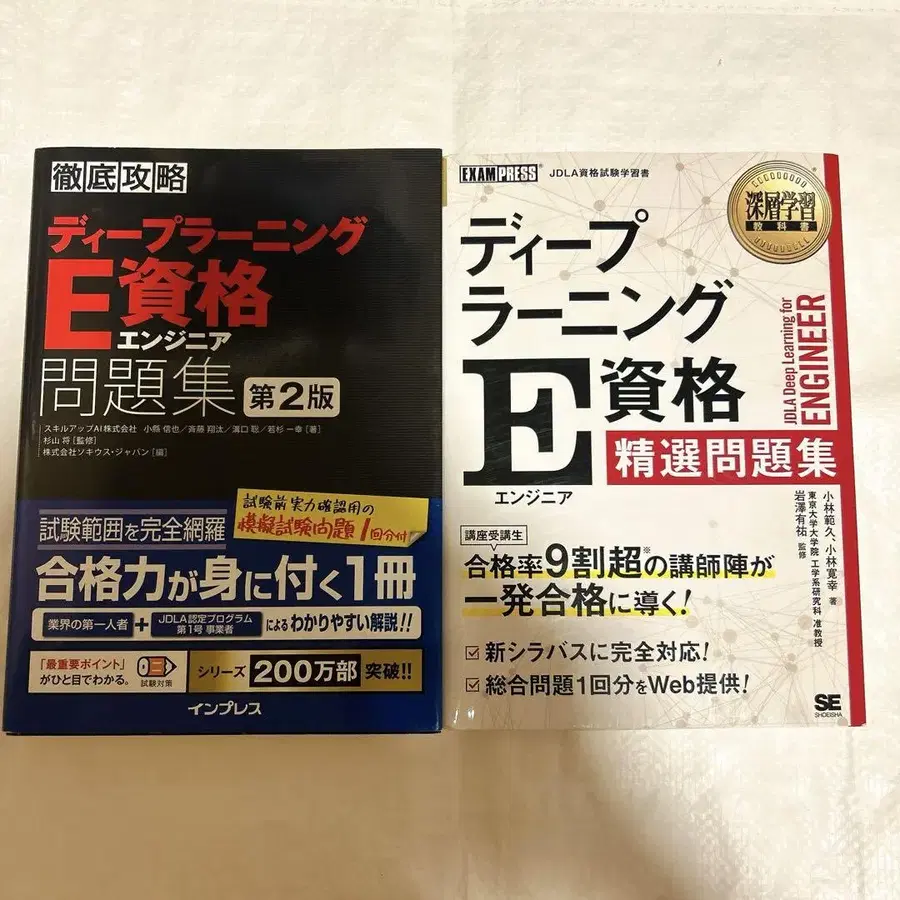 徹底攻略
ディープラーニング
E資格
エンジニア
問題集 第2版
スキルアップAI株式会社 小縣 信也/斉藤 翔汰/溝口 聡/若杉 一幸[著]
杉山 将[監修]
株式会社ソキウス・ジャパン[編]
試験前実力確認用の
模擬試験問題1回分付
試験範囲を完全網羅
合格力が身に付く1冊
業界の第一人者+JDLA認定プログラム
第1号事業者によるわかりやすい解説!!
「最重要ポイント」
がひと目でわかる。
試験対策
シリーズ200万部突破!!
インプレス
EXAMPRESS®
JDLA資格試験学習書
深層学習
教科書
ディープ
ラーニング
E資格
エンジニア
精選問題集
JDLA Deep Learning for
ENGINEER
小林範久、小林寛幸 著
東京大学大学院 工学系研究科 准教授
岩澤有祐 監修
講座受講生
合格率9割超※の講師陣が
一発合格に導く!
新シラバスに完全対応!
総合問題1回分をWeb提供!
SE
SHOEISHA